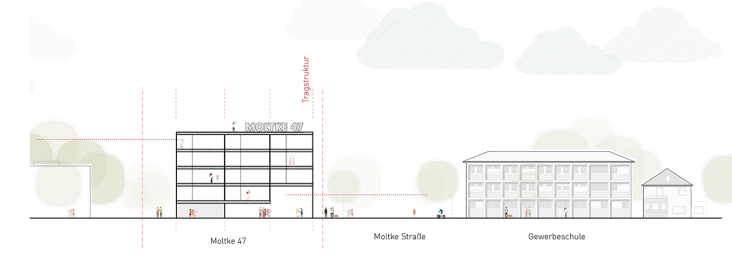 Tragstruktur
MOLTKE 47
Moltke 47
Moltke Straße
Gewerbeschule